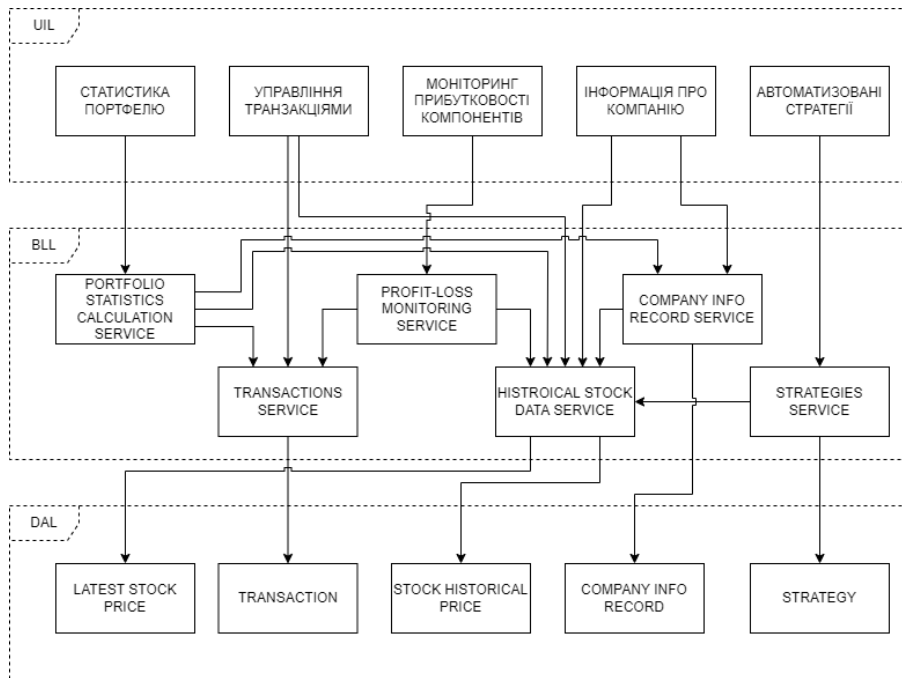 UIL
СТАТИСТИКА
ПОРТФЕЛЮ
УПРАВЛІННЯ
ТРАНЗАКЦІЯМИ
МОНІТОРИНГ
ПРИБУТКОВОСТІ
КОМПОНЕНТІВ
ІНФОРМАЦІЯ ПРО
КОМПАНІЮ
АВТОМАТИЗОВАНІ
СТРАТЕГІЇ
BLL
PORTFOLIO
STATISTICS
CALCULATION
SERVICE
PROFIT-LOSS
MONITORING
SERVICE
COMPANY INFO
RECORD SERVICE
TRANSACTIONS
SERVICE
HISTROICAL STOCK
DATA SERVICE
STRATEGIES
SERVICE
DAL
LATEST STOCK
PRICE
TRANSACTION
STOCK HISTORICAL
PRICE
COMPANY INFO
RECORD
STRATEGY